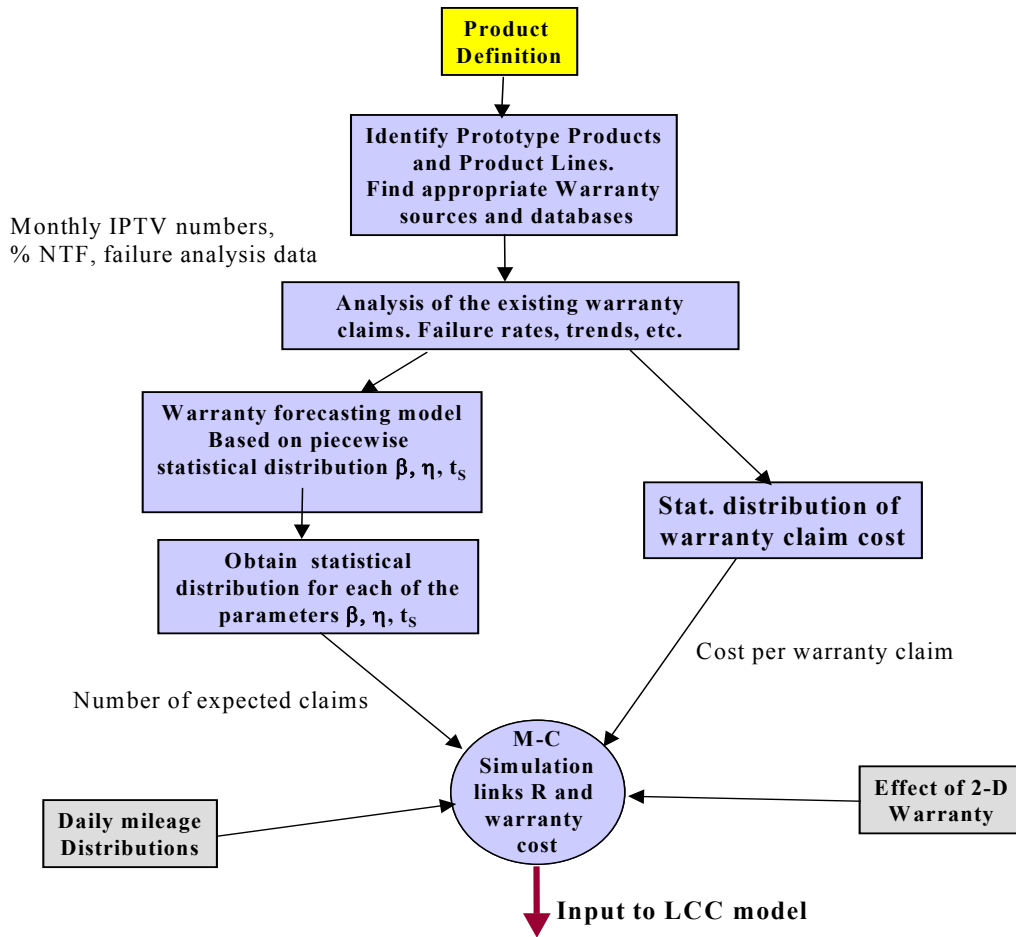 Product
Definition
Identify Prototype Products
and Product Lines.
Find appropriate Warranty
sources and databases
Monthly IPTV numbers,
% NTF, failure analysis data
Analysis of the existing warranty
claims. Failure rates, trends, etc.
Warranty forecasting model
Based on piecewise
statistical distribution β, η, tS
Stat. distribution of
warranty claim cost
Obtain statistical
distribution for each of the
parameters β, η, tS
Cost per warranty claim
Number of expected claims
M-C
Simulation
links R and
warranty
cost
Effect of 2-D
Warranty
Daily mileage
Distributions
Input to LCC model